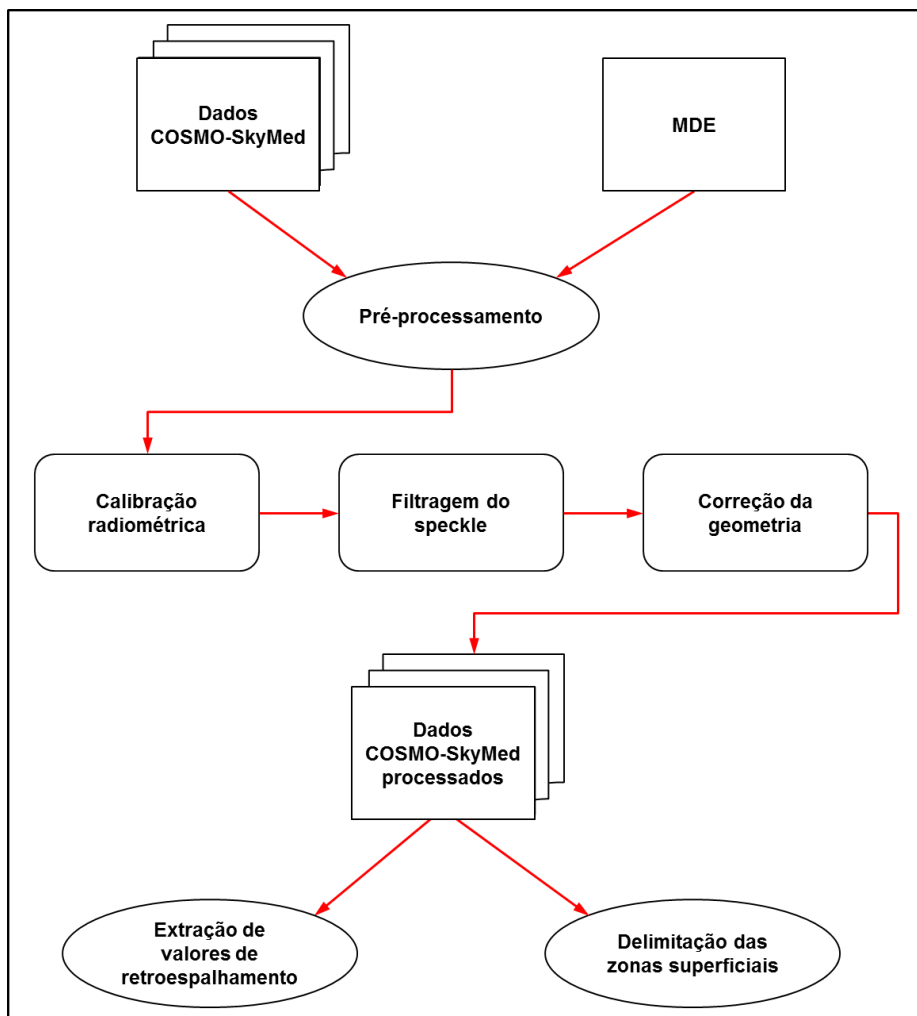 Dados
COSMO-SkyMed
MDE
Pré-processamento
Calibração
radiométrica
Filtragem do
speckle
Correção da
geometria
Dados
COSMO-SkyMed
processados
Extração de
valores de
retroespalhamento
Delimitação das
zonas superficiais